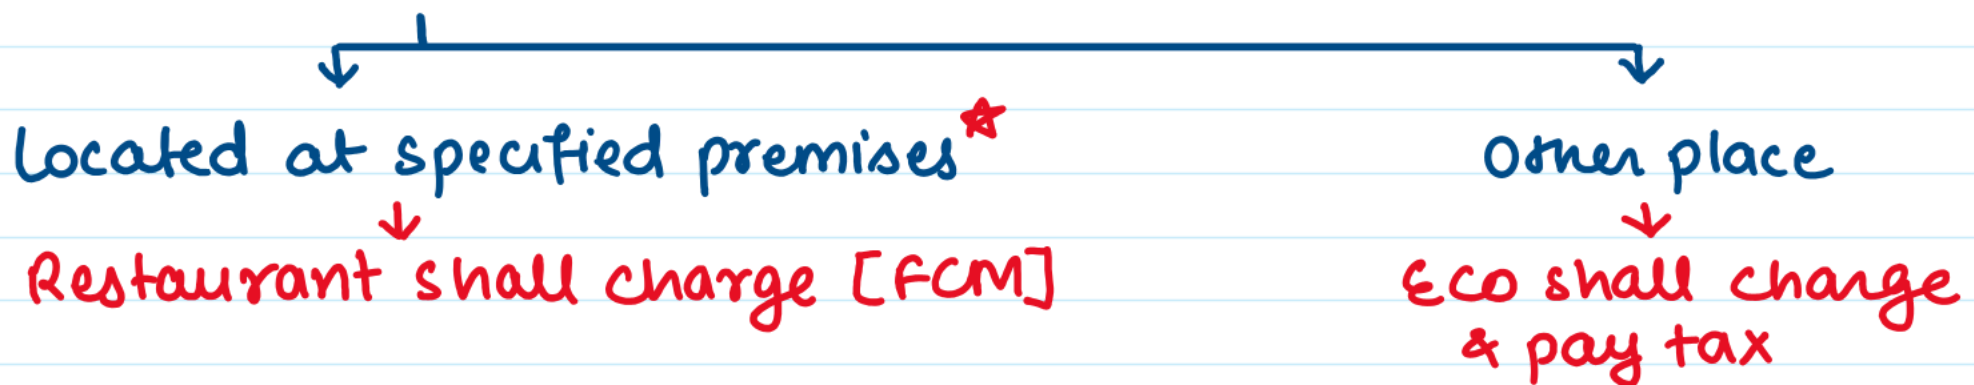 Located at specified premises
Other place
Restaurant shall charge [FCM]
Eco shall charge
& pay tax